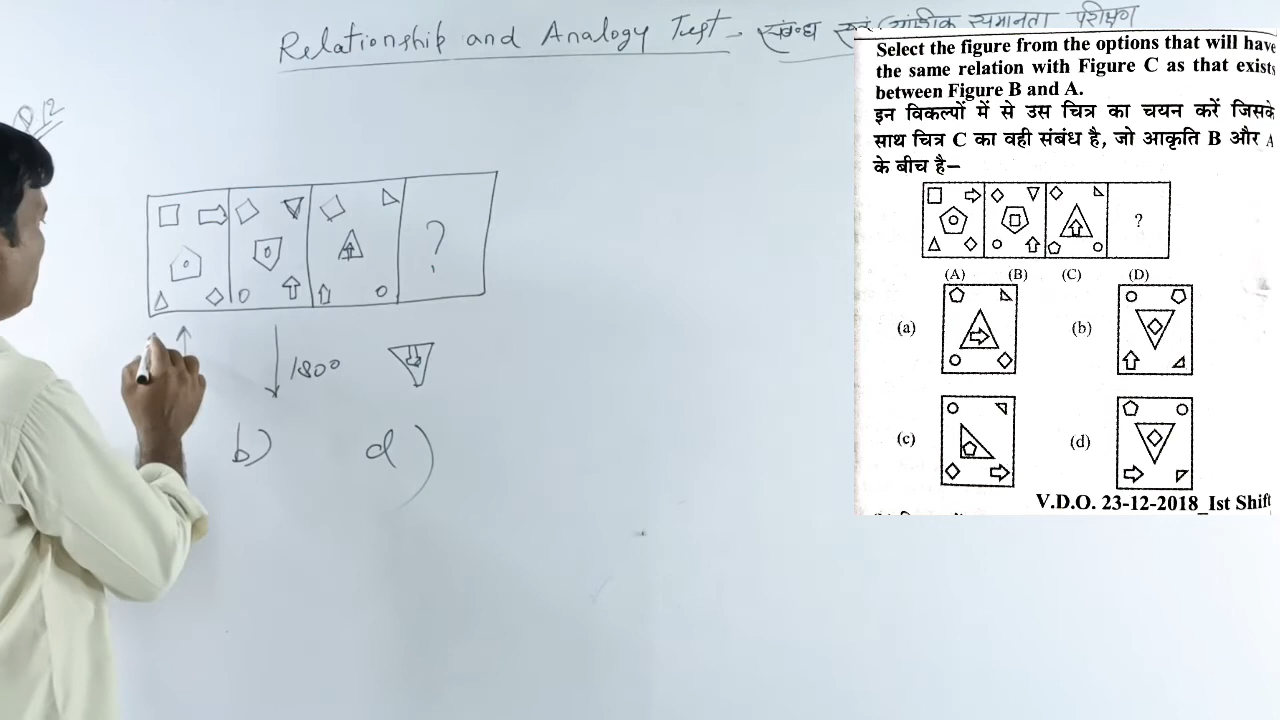 Relationship and Analogy Test - संबंध एवं आंशिक समानता परीक्षण
Q12
?
1800
b)
d)
Select the figure from the options that will have
the same relation with Figure C as that exists
between Figure B and A.
इन विकल्पों में से उस चित्र का चयन करें जिसके
साथ चित्र C का वही संबंध है, जो आकृति B और A
के बीच है–
?
(A) (B) (C) (D)
(a) (b)
(c) (d)
V.D.O. 23-12-2018_Ist Shift